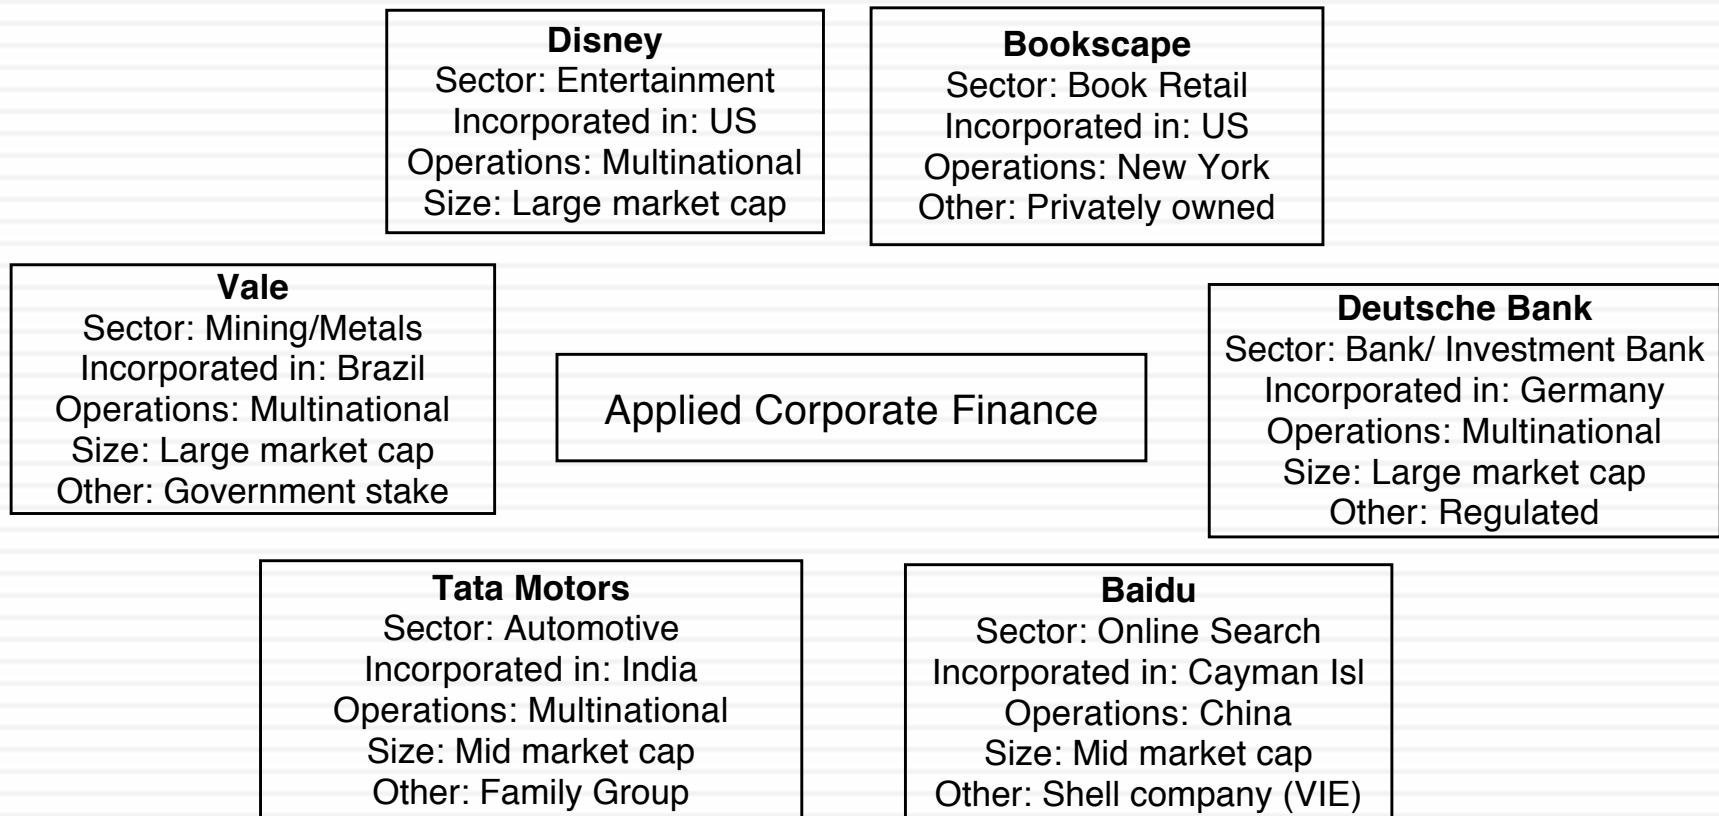 Disney
Sector: Entertainment
Incorporated in: US
Operations: Multinational
Size: Large market cap
Bookscape
Sector: Book Retail
Incorporated in: US
Operations: New York
Other: Privately owned
Vale
Sector: Mining/Metals
Incorporated in: Brazil
Operations: Multinational
Size: Large market cap
Other: Government stake
Applied Corporate Finance
Deutsche Bank
Sector: Bank/ Investment Bank
Incorporated in: Germany
Operations: Multinational
Size: Large market cap
Other: Regulated
Tata Motors
Sector: Automotive
Incorporated in: India
Operations: Multinational
Size: Mid market cap
Other: Family Group
Baidu
Sector: Online Search
Incorporated in: Cayman Isl
Operations: China
Size: Mid market cap
Other: Shell company (VIE)